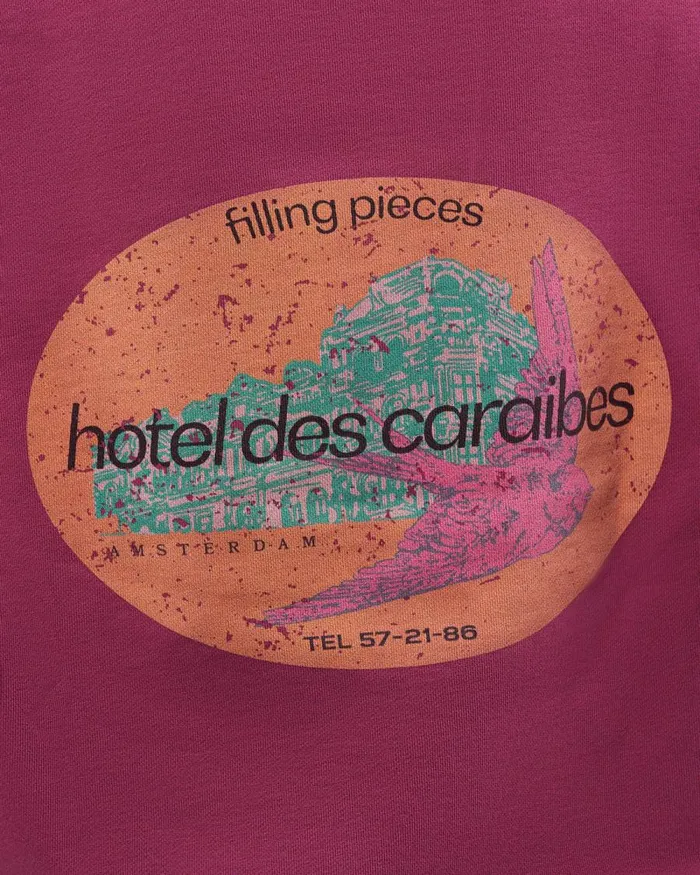 filling pieces
hotel des caraibes
AMSTERDAM
TEL 57-21-86